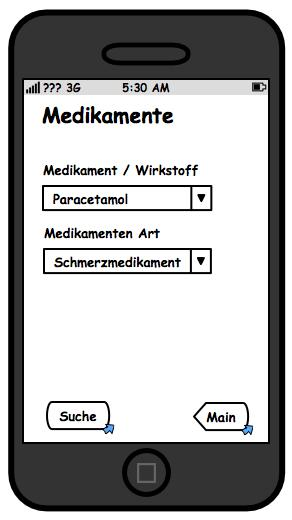 ??? 3G 5:30 AM
Medikamente
Medikament / Wirkstoff
Paracetamol
Medikamenten Art
Schmerzmedikament
Suche Main